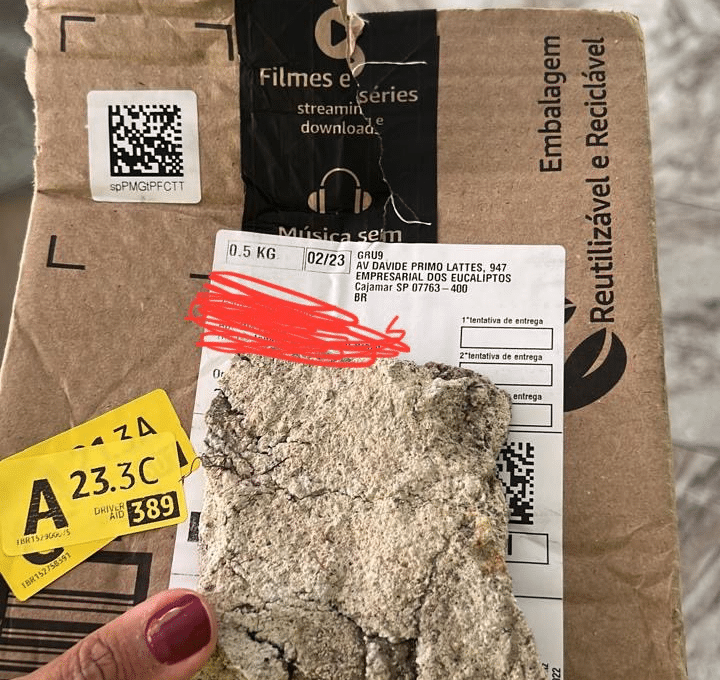 Filmes e séries
streaming e
download.
Música sem
Embalagem
Reutilizável e Reciclável
spPMGtPFCTT
0.5 KG
02/23
GRU9
AV DAVIDE PRIMO LATTES, 947
EMPRESARIAL DOS EUCALÍPTOS
Cajamar SP 07763-400
BR
1ªtentativa de entrega
2ªtentativa de entrega
entrega
A
23.3C
DRIVER
AID
389